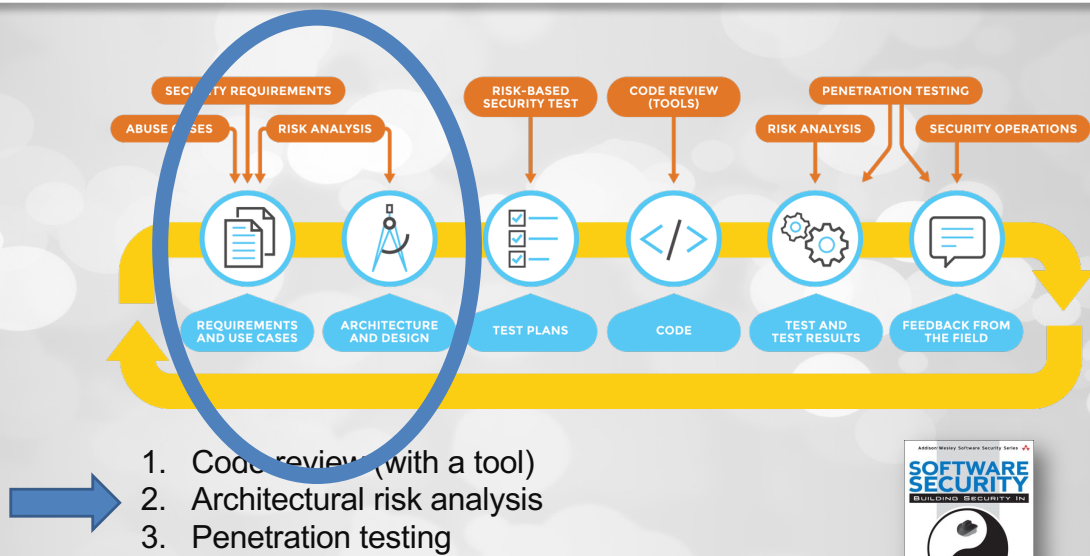 SECURITY REQUIREMENTS
ABUSE CASES
RISK ANALYSIS
RISK-BASED
SECURITY TEST
CODE REVIEW
(TOOLS)
PENETRATION TESTING
RISK ANALYSIS
SECURITY OPERATIONS
REQUIREMENTS
AND USE CASES
ARCHITECTURE
AND DESIGN
TEST PLANS
CODE
TEST AND
TEST RESULTS
FEEDBACK FROM
THE FIELD
1. Code review (with a tool)
2. Architectural risk analysis
3. Penetration testing
Addison Wesley Software Security Series
SOFTWARE
SECURITY
BUILDING SECURITY IN